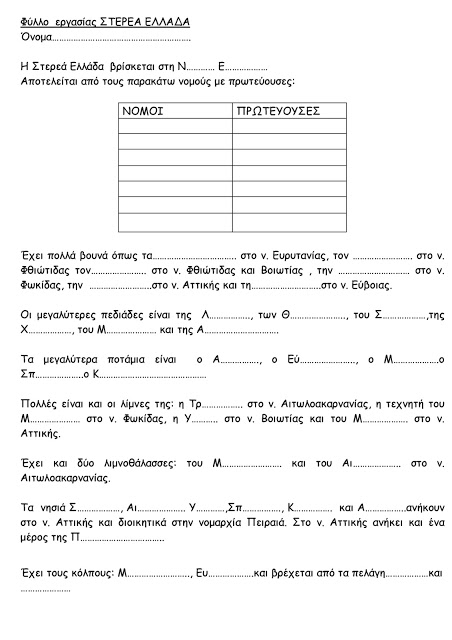 Φύλλο εργασίας ΣΤΕΡΕΑ ΕΛΛΑΔΑ
Όνομα……………………………………………….
Η Στερεά Ελλάδα βρίσκεται στη Ν………… Ε………………
Αποτελείται από τους παρακάτω νομούς με πρωτεύουσες:
ΝΟΜΟΙ ΠΡΩΤΕΥΟΥΣΕΣ
Έχει πολλά βουνά όπως τα…………………………….. στο ν. Ευρυτανίας, τον ………………….. στο ν.
Φθιώτιδας τον………………….. στο ν. Φθιώτιδας και Βοιωτίας , την ……………………….. στο ν.
Φωκίδας, την ……………………..στο ν. Αττικής και τη………………………..στο ν. Εύβοιας.
Οι μεγαλύτερες πεδιάδες είναι της Λ……………., των Θ………………….., του Σ………………,της
Χ………………, του Μ………………… και της Α………………………….
Τα μεγαλύτερα ποτάμια είναι ο Α……………, ο Εύ………………….., ο Μ……………….ο
Σπ………………..ο Κ……………………………………
Πολλές είναι και οι λίμνες της: η Τρ…………….. στο ν. Αιτωλοακαρνανίας, η τεχνητή του
Μ………………… στο ν. Φωκίδας, η Υ……….. στο ν. Βοιωτίας και του Μ………………. στο ν.
Αττικής.
Έχει και δύο λιμνοθάλασσες: του Μ……………………. και του Αι……………….. στο ν.
Αιτωλοακαρνανίας.
Τα νησιά Σ………………, Αι………………. Υ…………,Σπ……………, Κ……………. και Α……………..ανήκουν
στο ν. Αττικής και διοικητικά στην νομαρχία Πειραιά. Στο ν. Αττικής ανήκει και ένα
μέρος της Π……………………………..
Έχει τους κόλπους: Μ…………………….., Ευ………………..και βρέχεται από τα πελάγη………………και
…………………